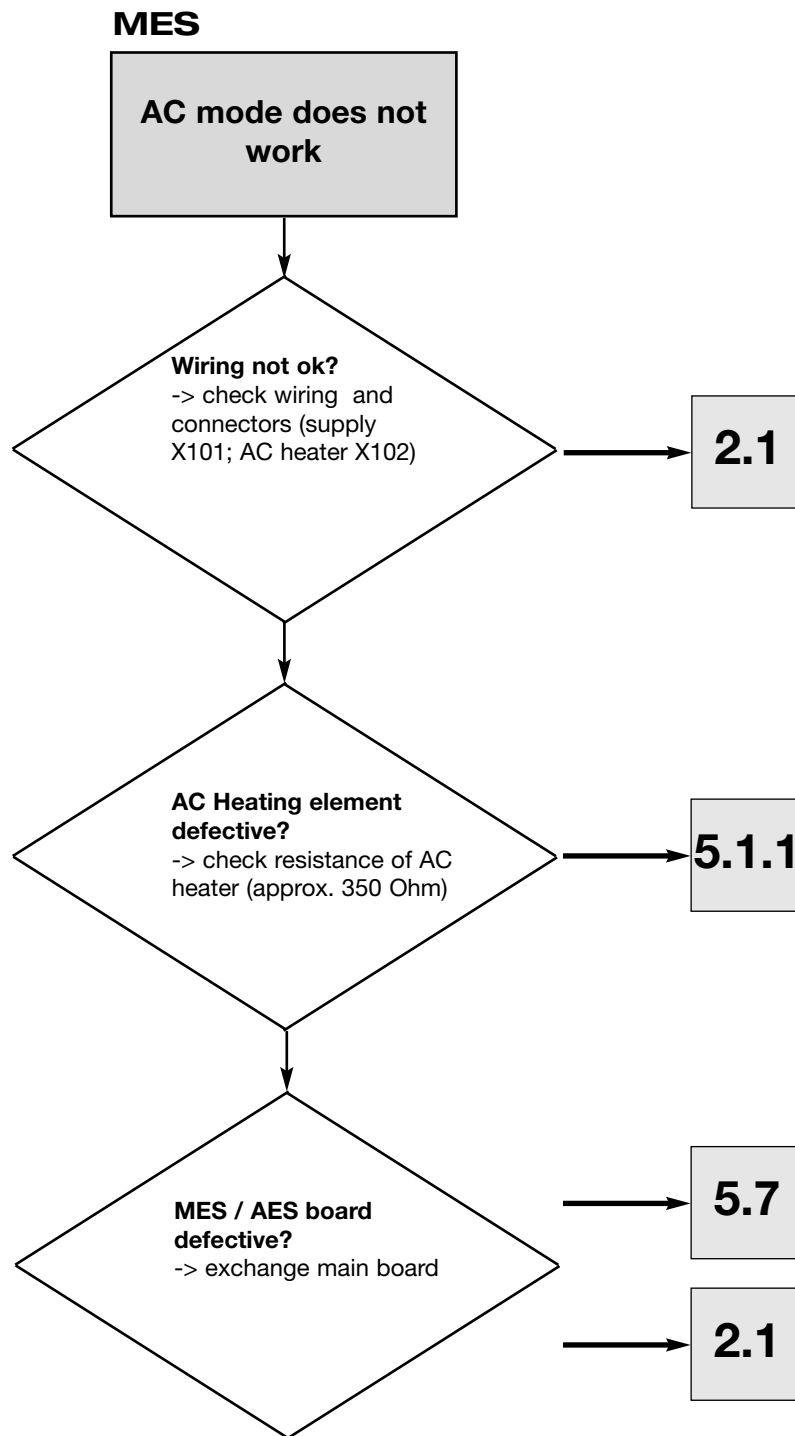 MES
AC mode does not
work
Wiring not ok?
-> check wiring and
connectors (supply
X101; AC heater X102)
2.1
AC Heating element
defective?
-> check resistance of AC
heater (approx. 350 Ohm)
5.1.1
MES / AES board
defective?
-> exchange main board
5.7
2.1